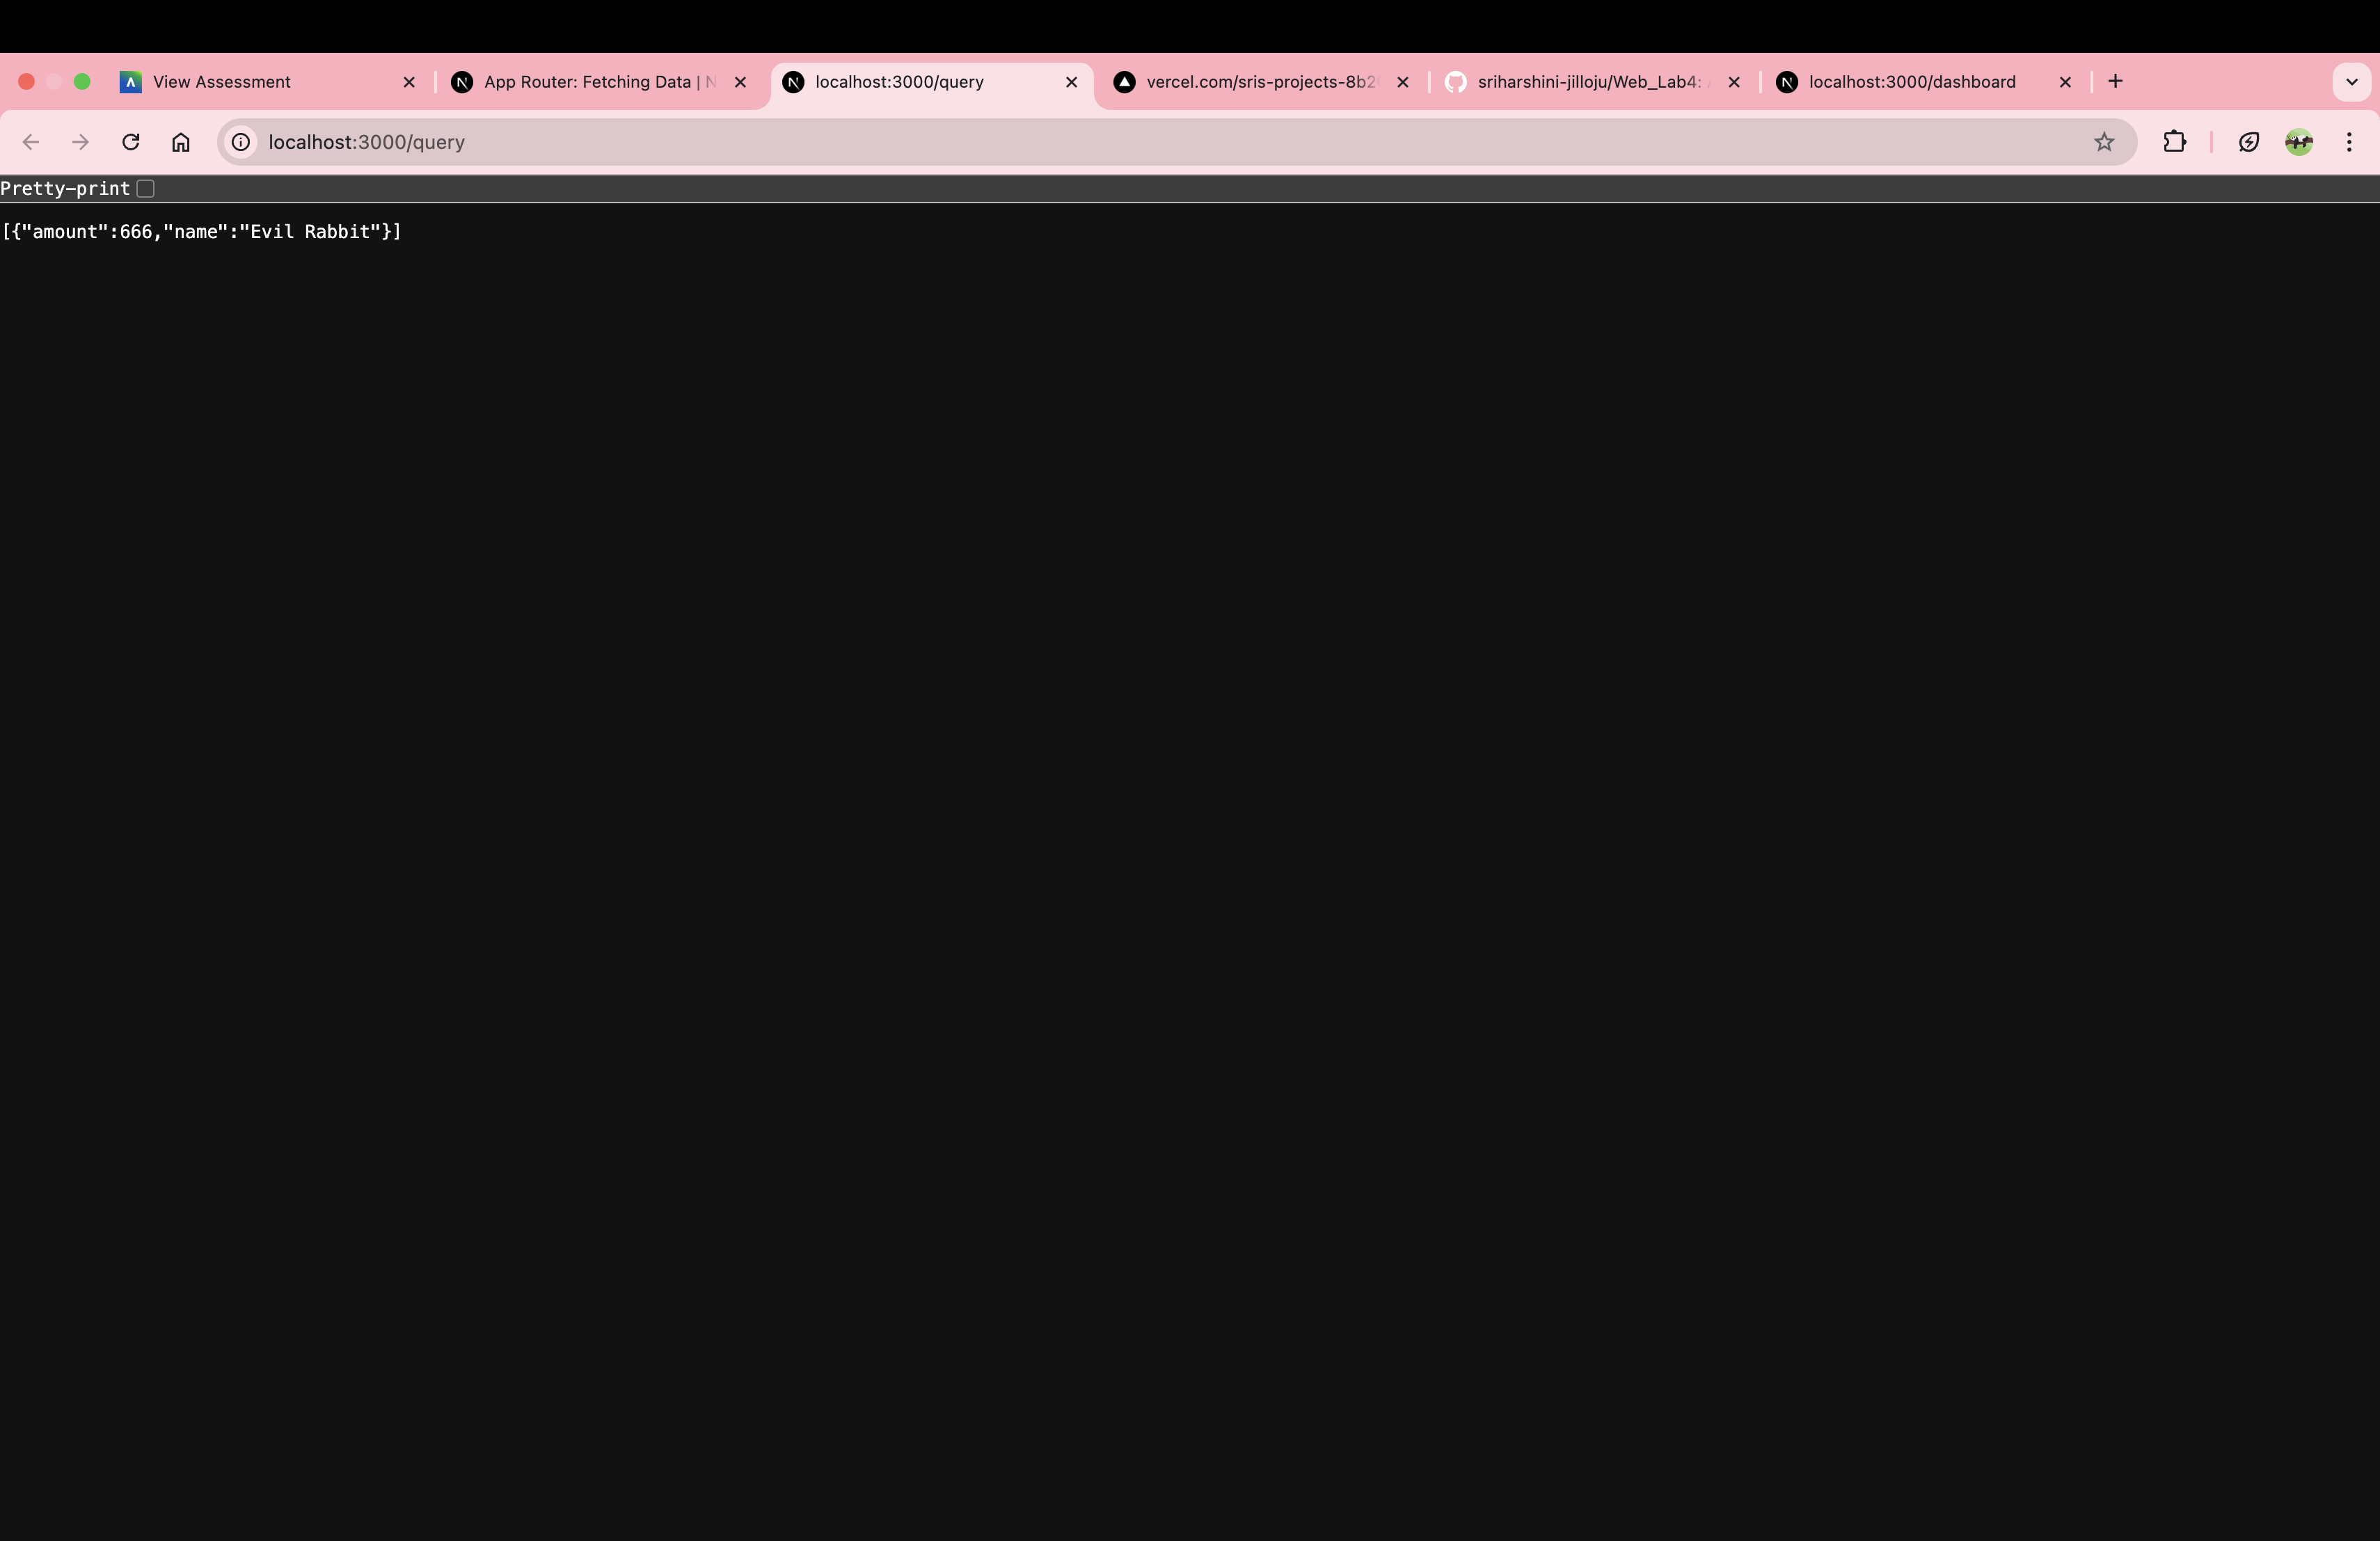 View Assessment
App Router: Fetching Data | N
localhost:3000/query
vercel.com/sris-projects-8b2
sriharshini-jilloju/Web_Lab4:
localhost:3000/dashboard
localhost:3000/query
Pretty-print
[{"amount":666,"name":"Evil Rabbit"}]